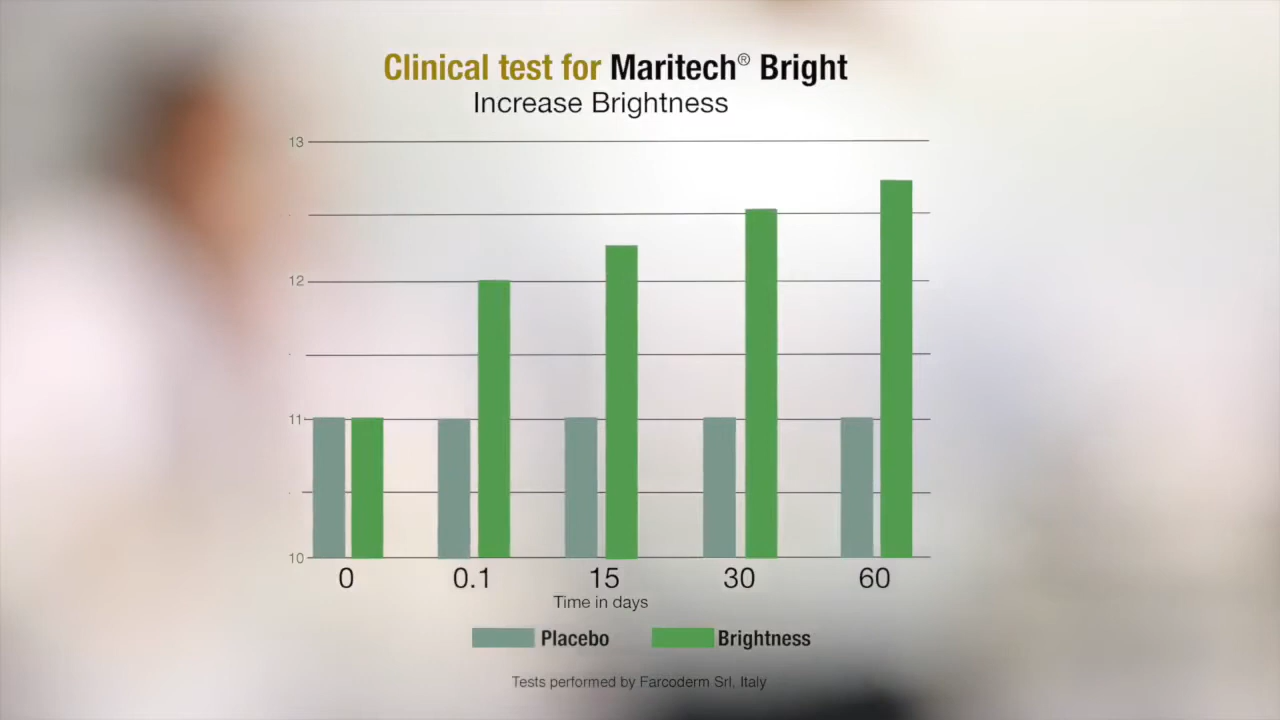 Clinical test for Maritech® Bright
Increase Brightness
13
12
11
10
0 0.1 15 30 60
Time in days
Placebo Brightness
Tests performed by Farcoderm Srl, Italy